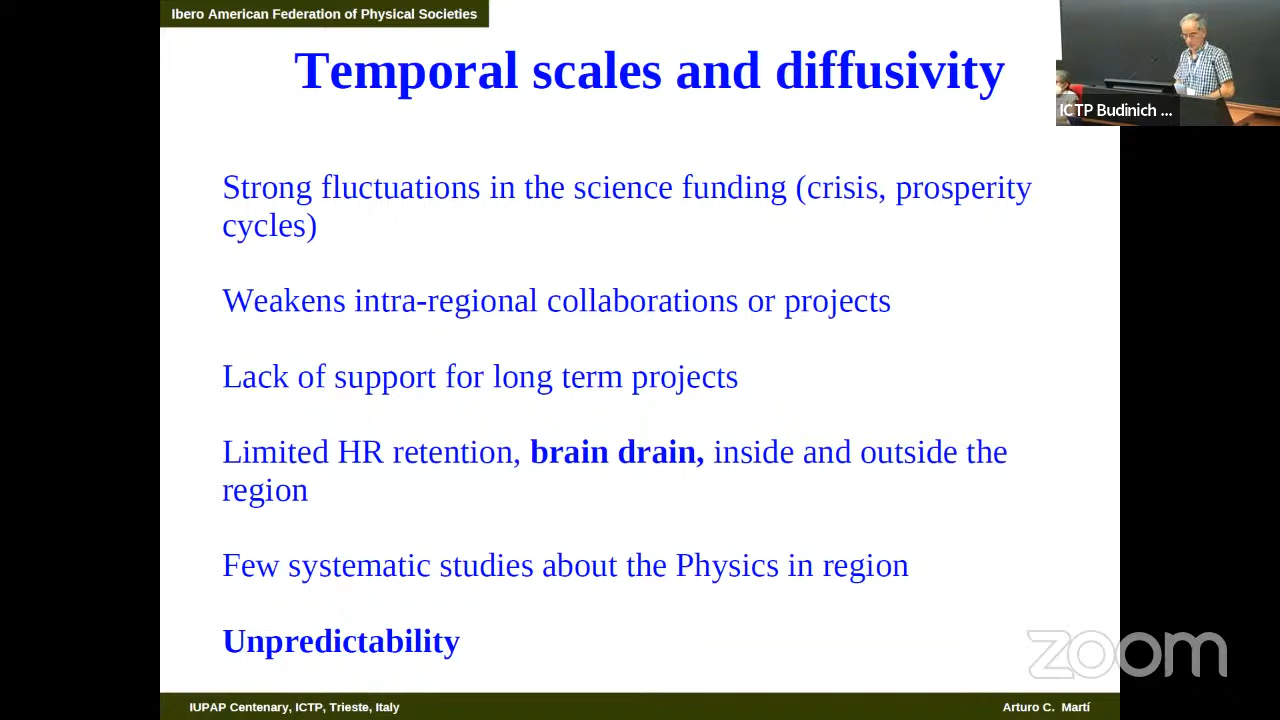 Ibero American Federation of Physical Societies
Temporal scales and diffusivity
ICTP Budinich ...
Strong fluctuations in the science funding (crisis, prosperity
cycles)
Weakens intra-regional collaborations or projects
Lack of support for long term projects
Limited HR retention, brain drain, inside and outside the
region
Few systematic studies about the Physics in region
Unpredictability
zoom
IUPAP Centenary, ICTP, Trieste, Italy
Arturo C. Martí